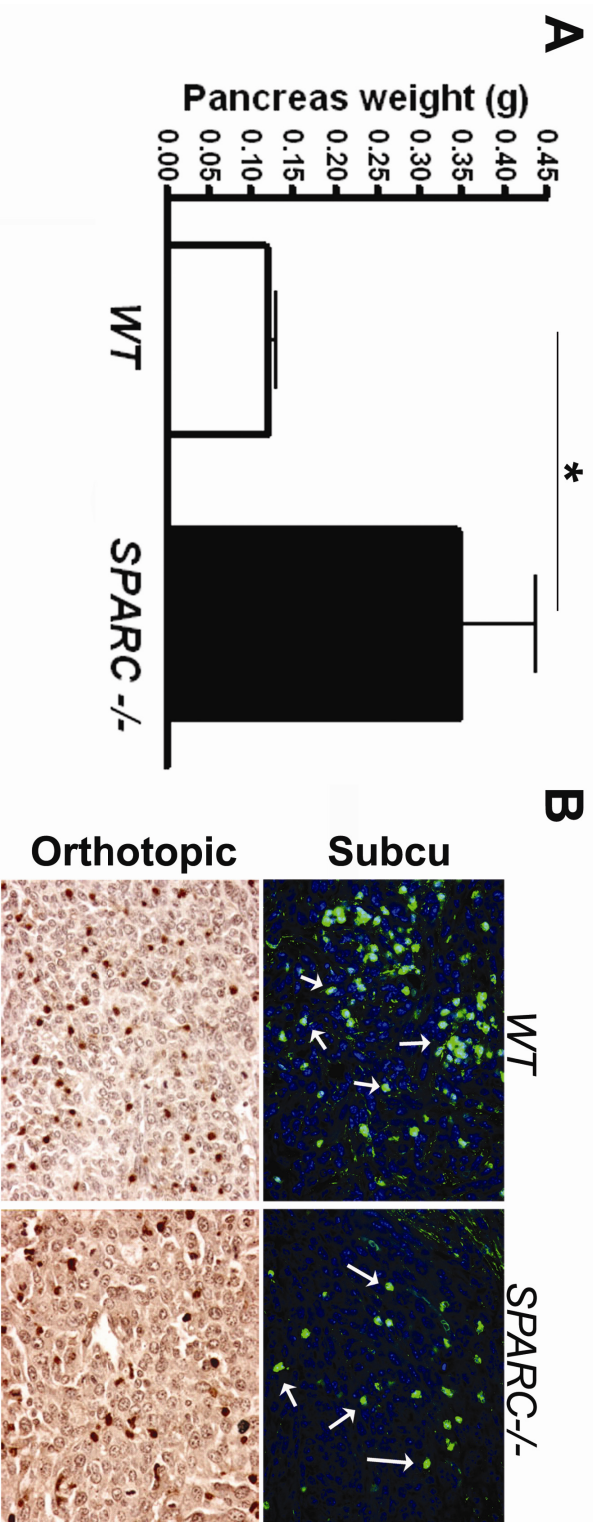 A
Pancreas weight (g)
0.45
0.40
0.35
0.30
0.25
0.20
0.15
0.10
0.05
0.00
*
WT
SPARC -/-
B
WT
SPARC-/-
Subcu
Orthotopic